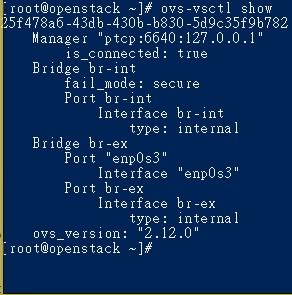 [root@openstack ~]# ovs-vsctl show
25f478a6-43db-430b-b830-5d9c35f9b782
Manager "ptcp:6640:127.0.0.1"
is_connected: true
Bridge br-int
fail_mode: secure
Port br-int
Interface br-int
type: internal
Bridge br-ex
Port "enp0s3"
Interface "enp0s3"
Port br-ex
Interface br-ex
type: internal
ovs_version: "2.12.0"
[root@openstack ~]#